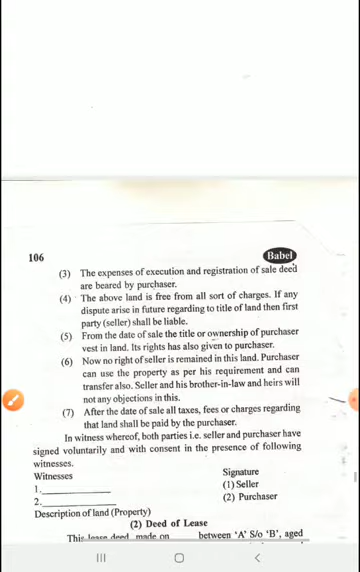 106
Babel
(3) The expenses of execution and registration of sale deed
are beared by purchaser.
(4) The above land is free from all sort of charges. If any
dispute arise in future regarding to title of land then first
party (seller) shall be liable.
(5) From the date of sale the title or ownership of purchaser
vest in land. Its rights has also given to purchaser.
(6) Now no right of seller is remained in this land. Purchaser
can use the property as per his requirement and can
transfer also. Seller and his brother-in-law and heirs will
not any objections in this.
(7) After the date of sale all taxes, fees or charges regarding
that land shall be paid by the purchaser.
In witness whereof, both parties i.e. seller and purchaser have
signed voluntarily and with consent in the presence of following
witnesses.
Witnesses Signature
1. (1) Seller
2. (2) Purchaser
Description of land (Property)
(2) Deed of Lease
This lease deed made on between ‘A’ S/o ‘B’, aged